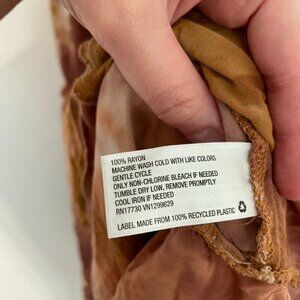 100% RAYON
MACHINE WASH COLD WITH LIKE COLORS
GENTLE CYCLE
ONLY NON-CHLORINE BLEACH IF NEEDED
TUMBLE DRY LOW, REMOVE PROMPTLY
COOL IRON IF NEEDED
RN17730 VN1299629
LABEL MADE FROM 100% RECYCLED PLASTIC